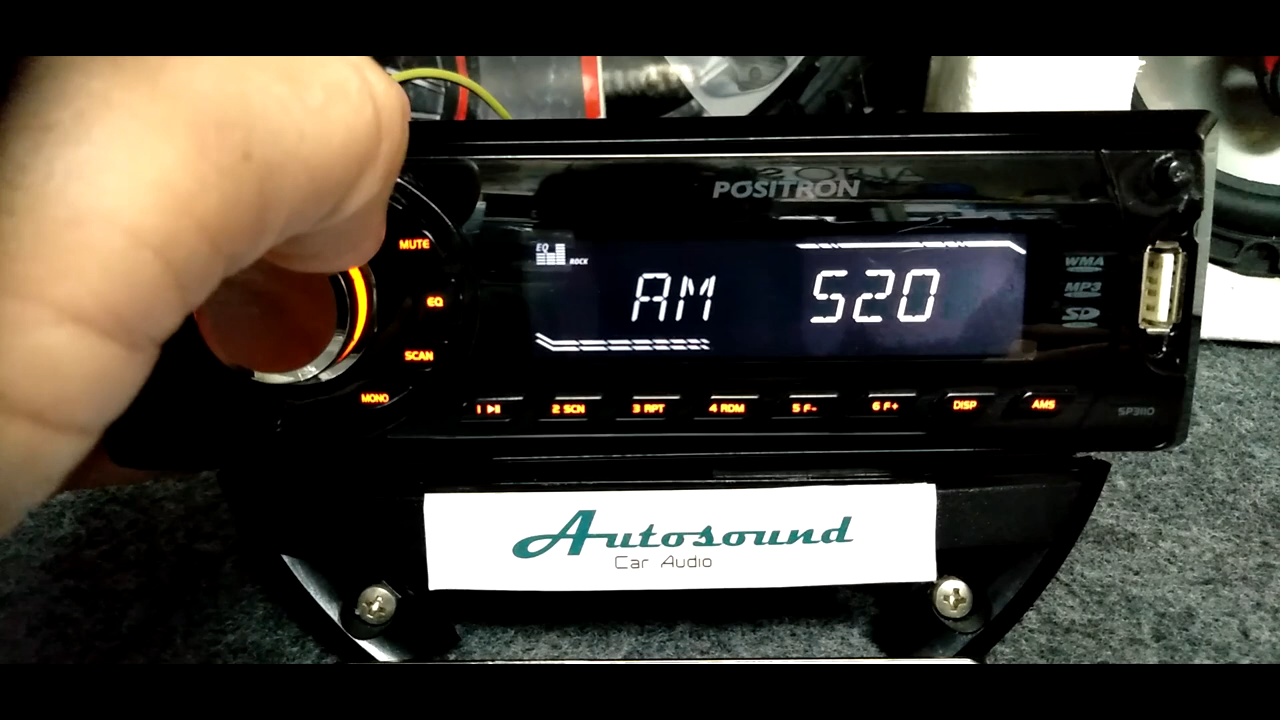 POSITRON
EQ
ROCK
AM 520
MUTE
EQ
SCAN
MONO
WMA
MP3
SD
1 ▷II
2 SCN
3 RPT
4 RDM
5 F-
6 F+
DISP
AMS
SP3110
Autosound
Car Audio